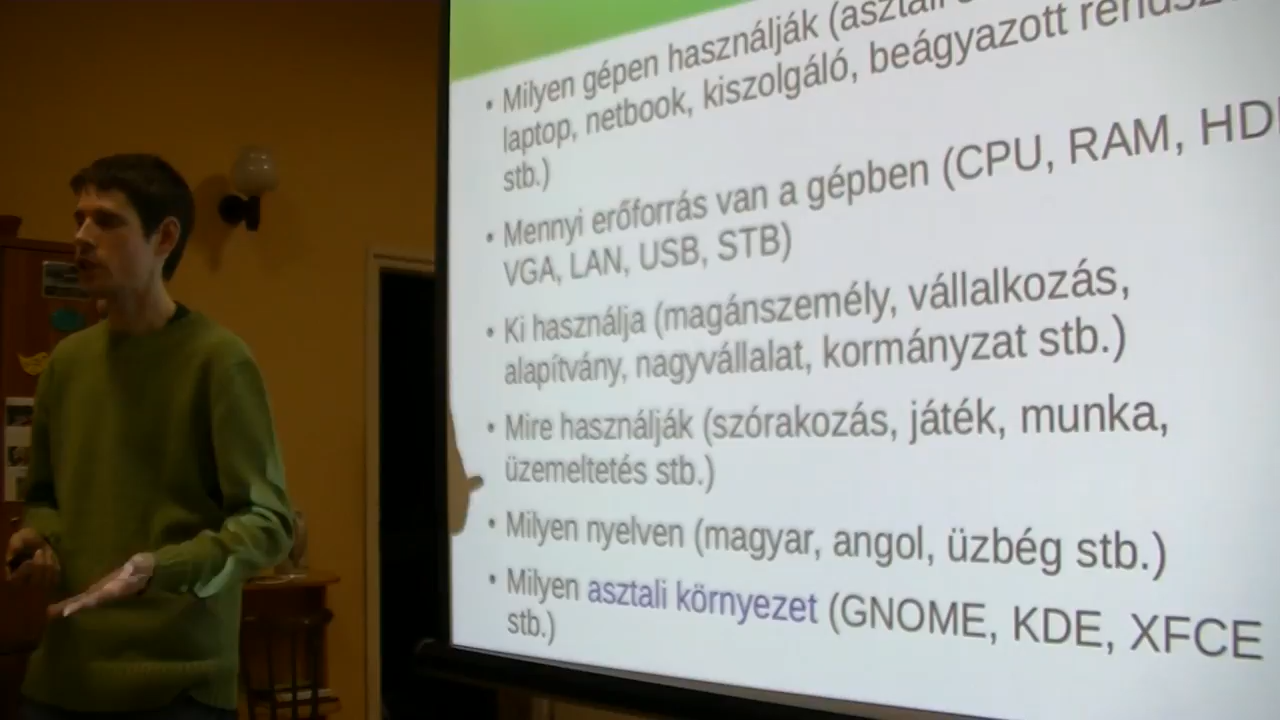 • Milyen gépen használják (asztali
laptop, netbook, kiszolgáló, beágyazott
stb.)
• Mennyi erőforrás van a gépben (CPU, RAM, HD
VGA, LAN, USB, STB)
• Ki használja (magánszemély, vállalkozás,
alapítvány, nagyvállalat, kormányzat stb.)
• Mire használják (szórakozás, játék, munka,
üzemeltetés stb.)
• Milyen nyelven (magyar, angol, üzbég stb.)
• Milyen asztali környezet (GNOME, KDE, XFCE
stb.)